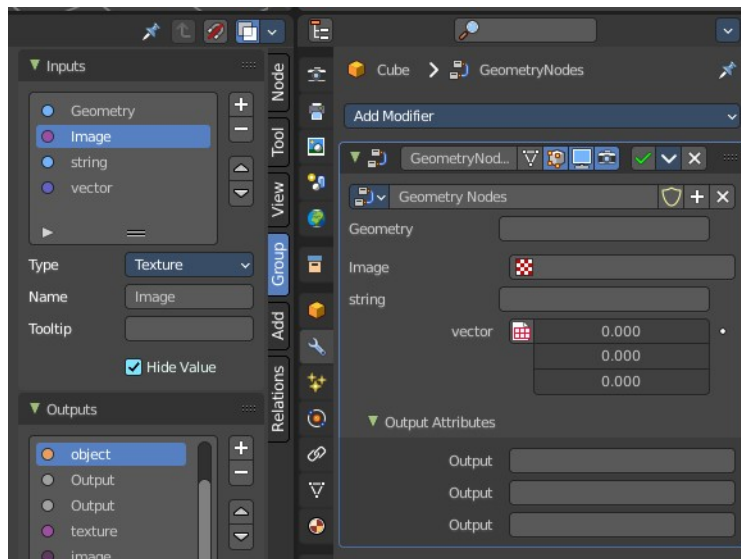 Inputs
Geometry
Image
string
vector
Type
Texture
Name
Image
Tooltip
Hide Value
Outputs
object
Output
Output
texture
image
Node
Tool
View
Group
Add
Relations
Cube
GeometryNodes
Add Modifier
GeometryNod...
Geometry Nodes
Geometry
Image
string
vector
0.000
0.000
0.000
Output Attributes
Output
Output
Output